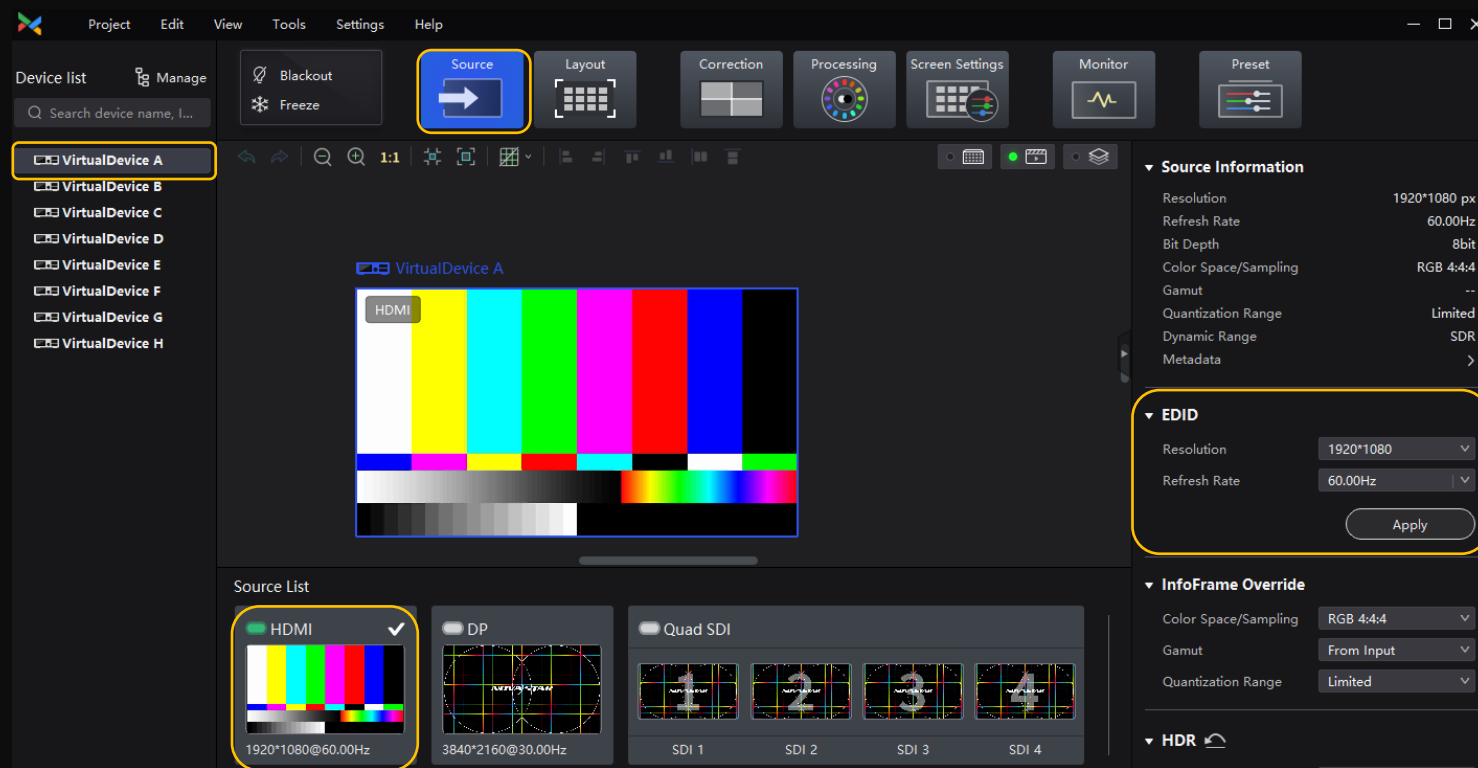 Project Edit View Tools Settings Help
Device list Manage
Search device name, I...
VirtualDevice A
VirtualDevice B
VirtualDevice C
VirtualDevice D
VirtualDevice E
VirtualDevice F
VirtualDevice G
VirtualDevice H
Blackout
Freeze
Source Layout Correction Processing Screen Settings Monitor Preset
1:1
VirtualDevice A
HDMI
Source List
HDMI DP Quad SDI
1 2 3 4
1920*1080@60.00Hz 3840*2160@30.00Hz SDI 1 SDI 2 SDI 3 SDI 4
Source Information
Resolution 1920*1080 px
Refresh Rate 60.00Hz
Bit Depth 8bit
Color Space/Sampling RGB 4:4:4
Gamut --
Quantization Range Limited
Dynamic Range SDR
Metadata
EDID
Resolution 1920*1080
Refresh Rate 60.00Hz
Apply
InfoFrame Override
Color Space/Sampling RGB 4:4:4
Gamut From Input
Quantization Range Limited
HDR